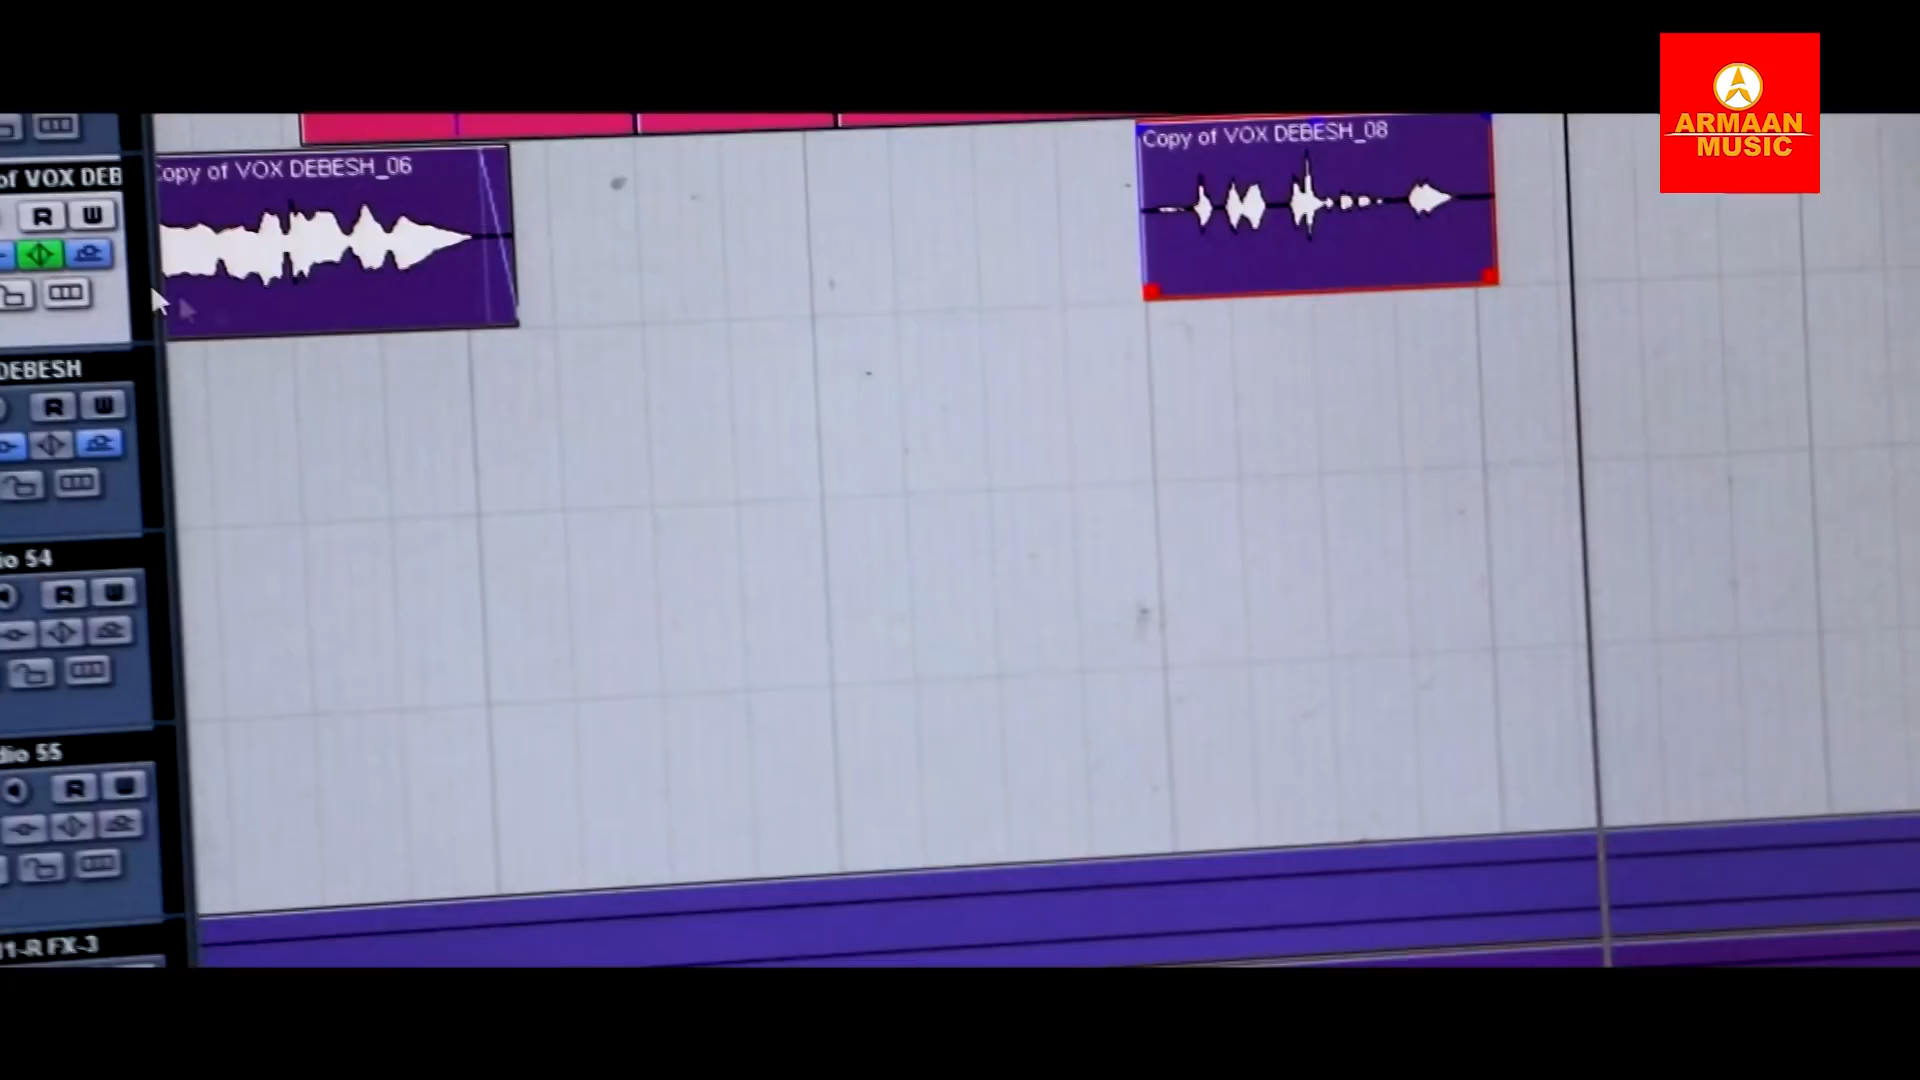 ARMAAN
MUSIC
Copy of VOX DEBESH_08
Copy of VOX DEBESH_06
of VOX DEB
R W
DEBESH
R W
io 54
R W
dio 55
R W
1-R FX-3